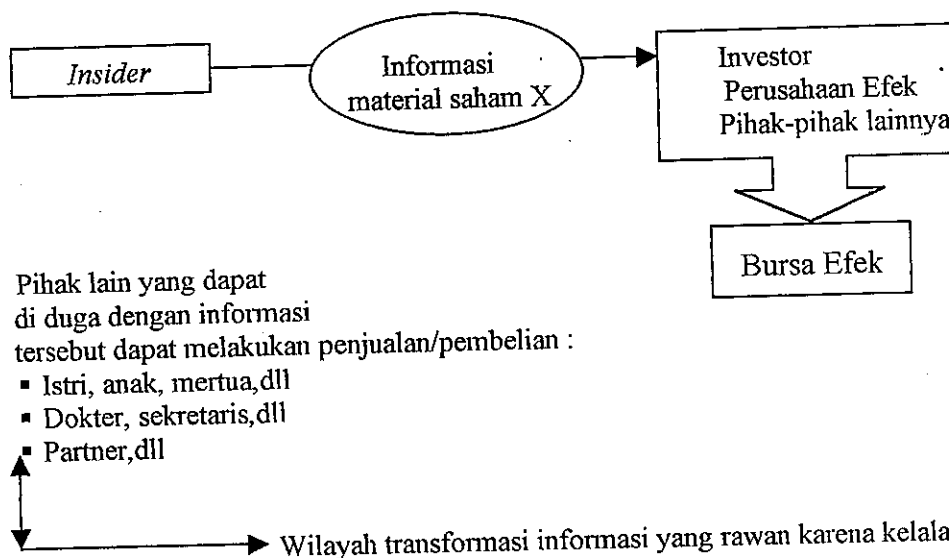 Insider
Informasi
material saham X
Investor
Perusahaan Efek
Pihak-pihak lainnya
Bursa Efek
Pihak lain yang dapat
di duga dengan informasi
tersebut dapat melakukan penjualan/pembelian :
▪ Istri, anak, mertua,dll
▪ Dokter, sekretaris,dll
▪ Partner,dll
Wilayah transformasi informasi yang rawan karena kelala